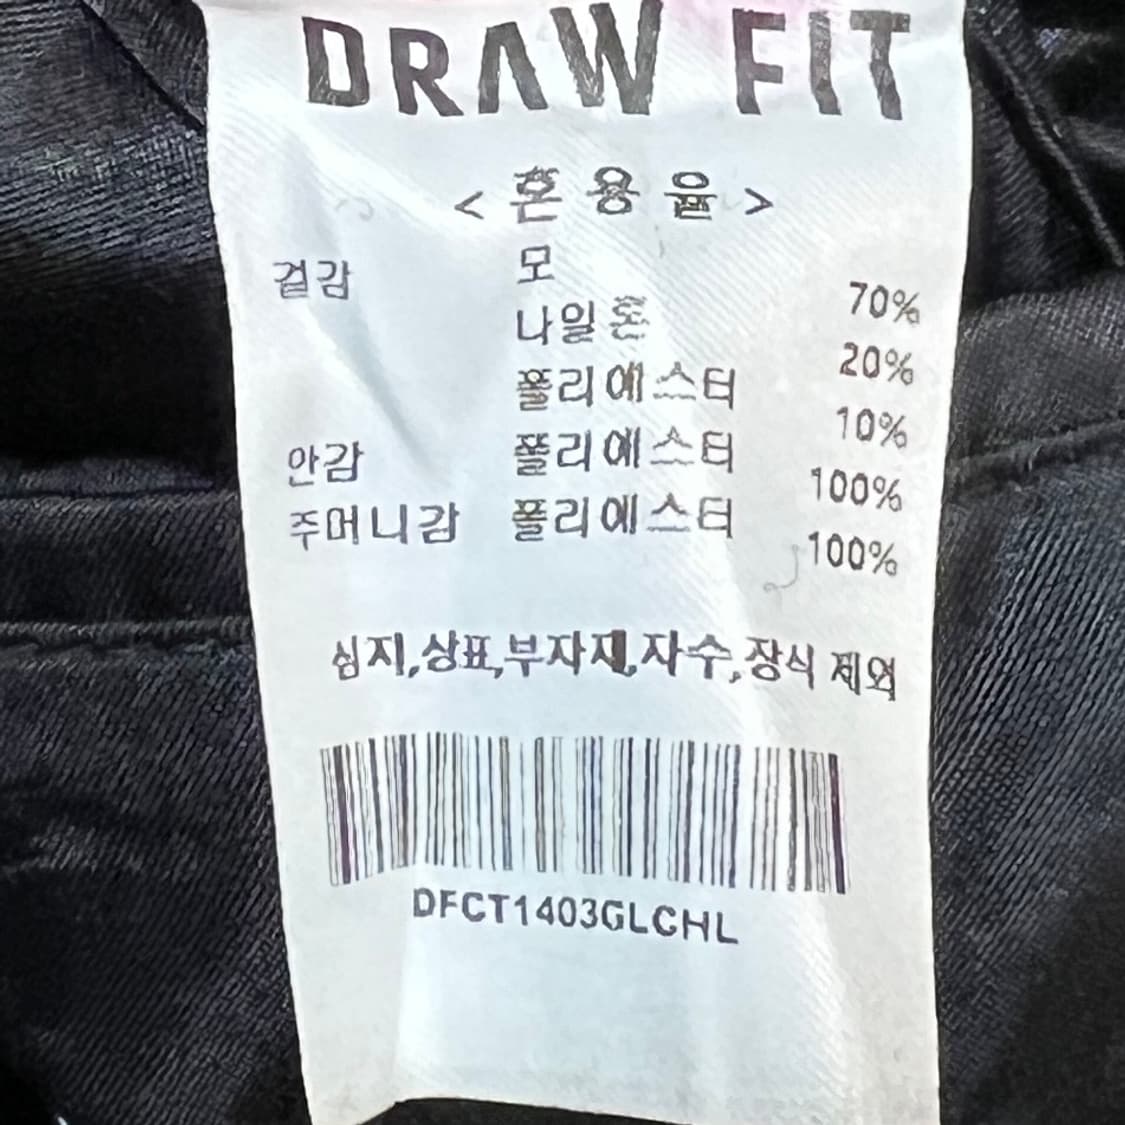 DRAW FIT
< 혼 용 율 >
겉감 모 70%
나일론 20%
폴리에스터 10%
안감 폴리에스터 100%
주머니감 폴리에스터 100%
심지,상표,부자재,자수,장식 제외
DFCT1403GLCHL